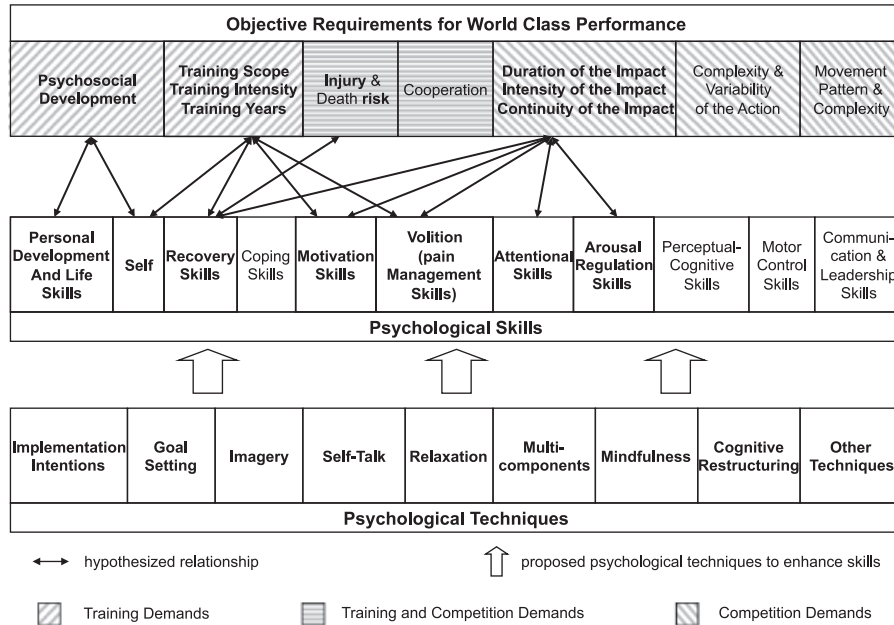 Objective Requirements for World Class Performance
Psychosocial
Development
Training Scope
Training Intensity
Training Years
Injury &
Death risk
Cooperation
Duration of the Impact
Intensity of the Impact
Continuity of the Impact
Complexity &
Variability
of the Action
Movement
Pattern &
Complexity
Personal
Development
And Life
Skills
Self
Recovery
Skills
Coping
Skills
Motivation
Skills
Volition
(pain
Management
Skills)
Attentional
Skills
Arousal
Regulation
Skills
Perceptual-
Cognitive
Skills
Motor
Control
Skills
Communi-
cation &
Leadership
Skills
Psychological Skills
Implementation
Intentions
Goal
Setting
Imagery
Self-Talk
Relaxation
Multi-
components
Mindfulness
Cognitive
Restructuring
Other
Techniques
Psychological Techniques
hypothesized relationship
proposed psychological techniques to enhance skills
Training Demands
Training and Competition Demands
Competition Demands